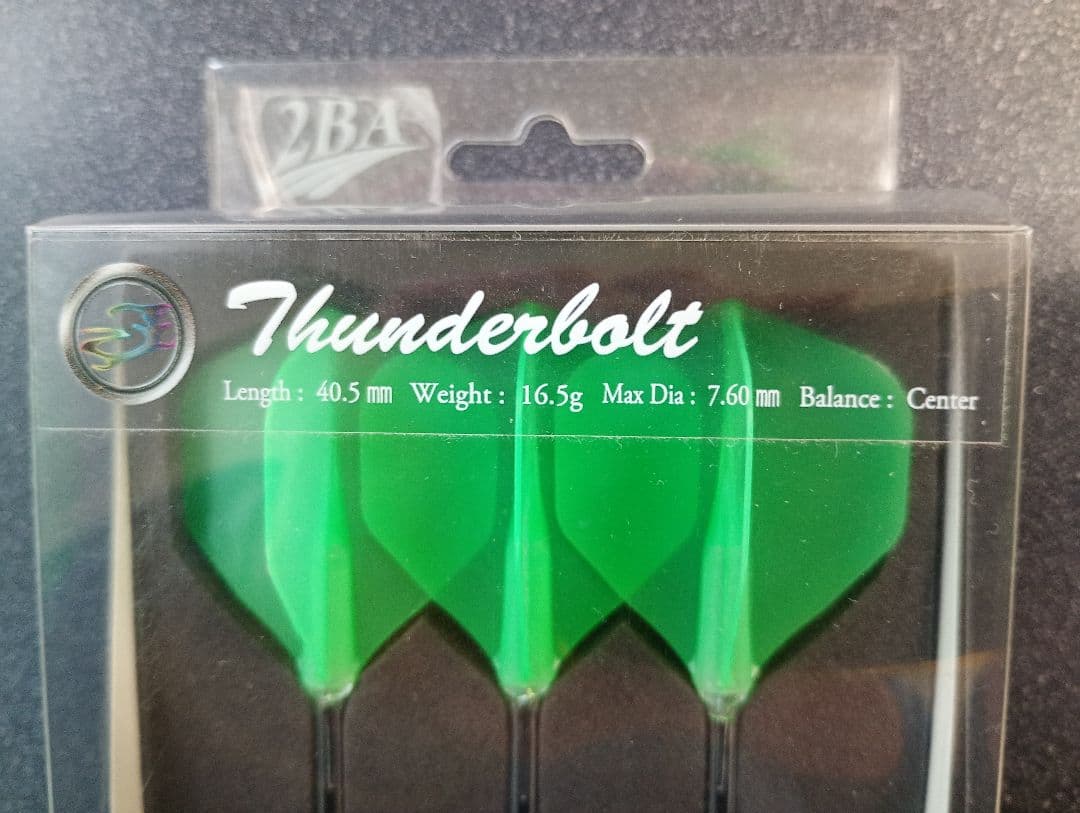 2BA
Thunderbolt
Length : 40.5 ㎜ Weight : 16.5g Max Dia : 7.60 ㎜ Balance : Center